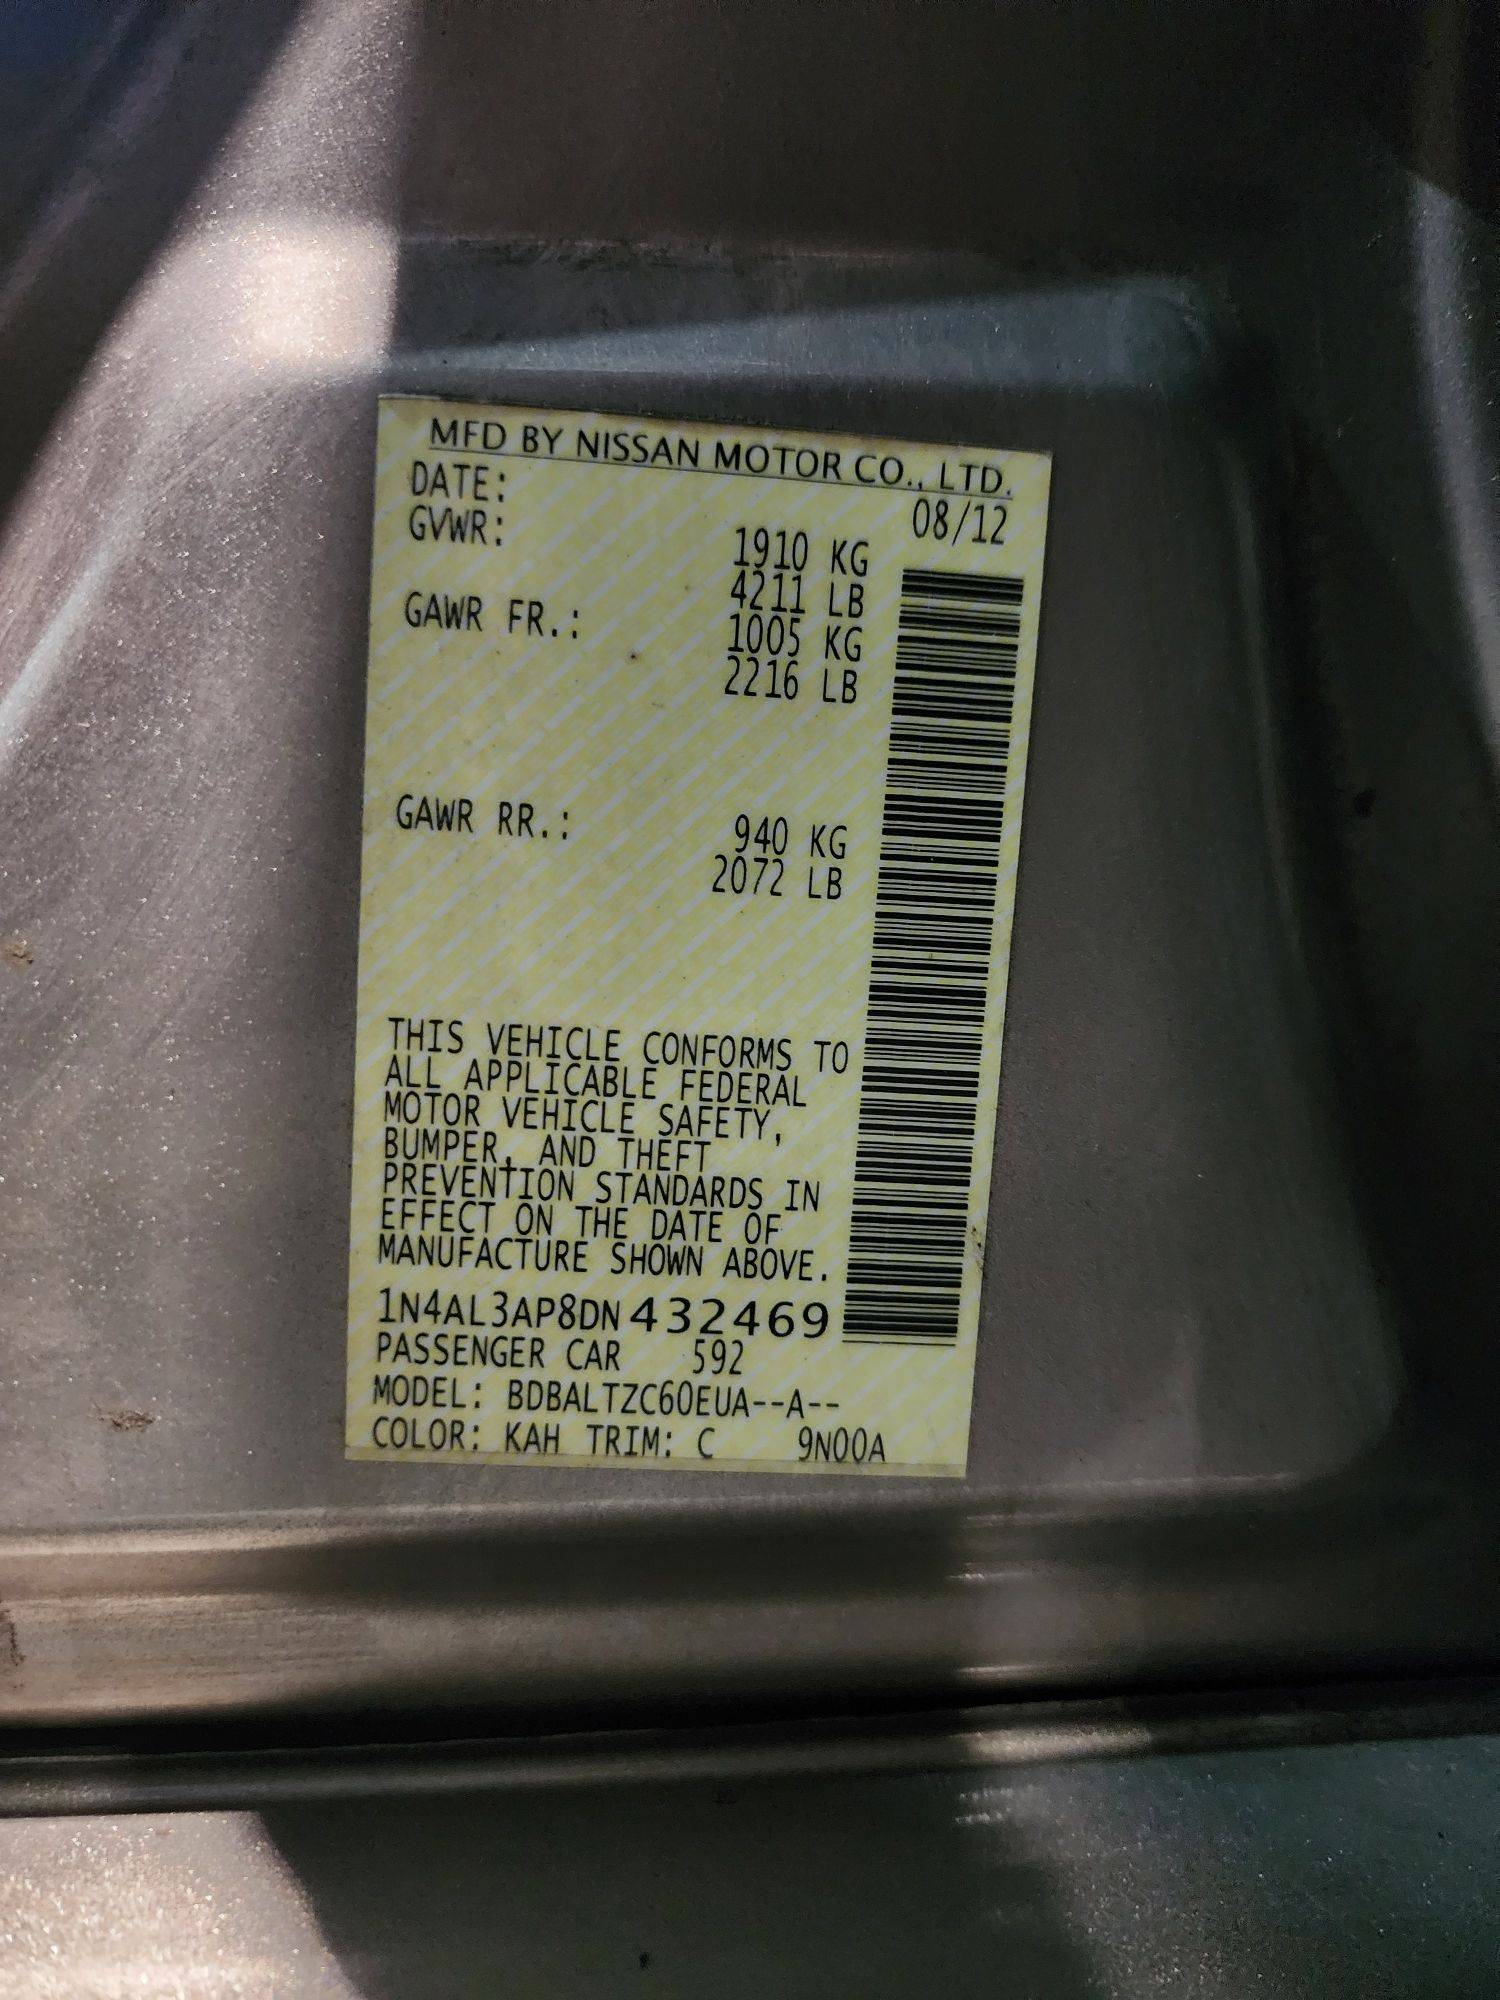 MFD BY NISSAN MOTOR CO., LTD.
DATE: 08/12
GVWR: 1910 KG
4211 LB
GAWR FR.: 1005 KG
2216 LB
GAWR RR.: 940 KG
2072 LB
THIS VEHICLE CONFORMS TO
ALL APPLICABLE FEDERAL
MOTOR VEHICLE SAFETY,
BUMPER, AND THEFT
PREVENTION STANDARDS IN
EFFECT ON THE DATE OF
MANUFACTURE SHOWN ABOVE.
1N4AL3AP8DN432469
PASSENGER CAR 592
MODEL: BDBALTZC60EUA--A--
COLOR: KAH TRIM: C 9N00A